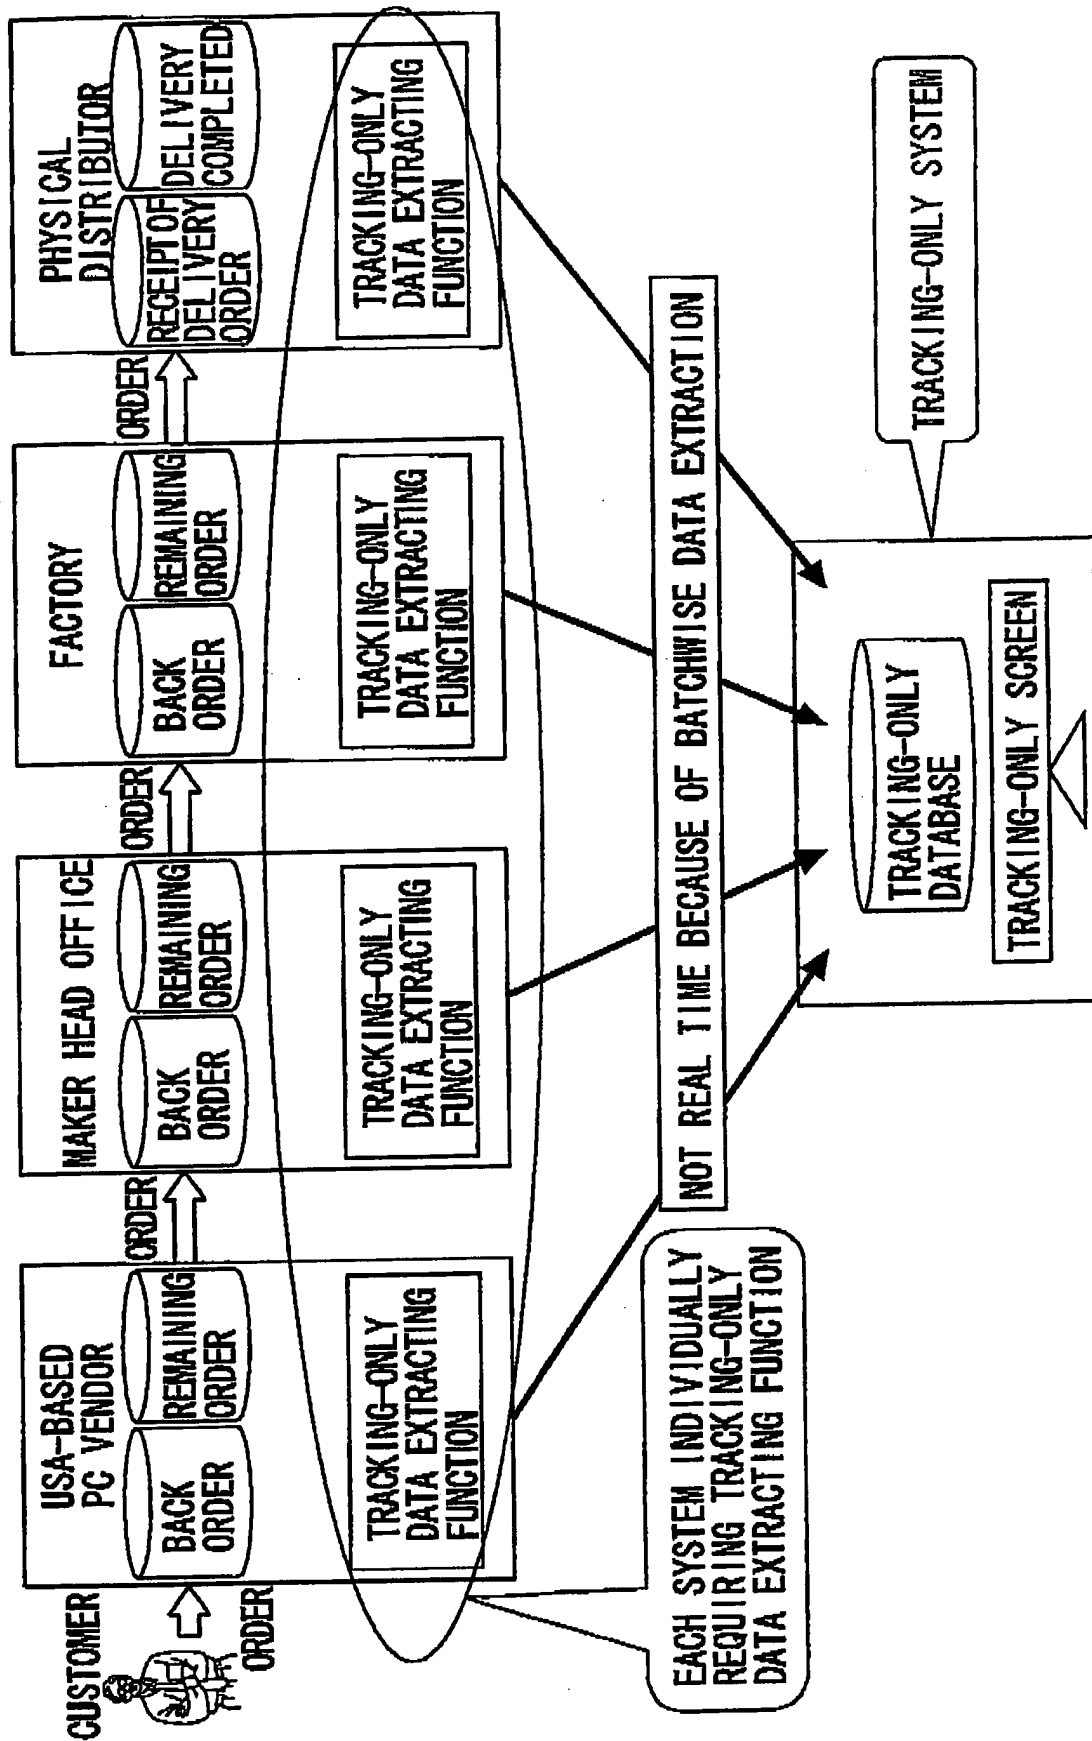 CUSTOMER
ORDER
USA-BASED
PC VENDOR
BACK
ORDER
REMAINING
ORDER
TRACKING-ONLY
DATA EXTRACTING
FUNCTION
ORDER
MAKER HEAD OFFICE
BACK
ORDER
REMAINING
ORDER
TRACKING-ONLY
DATA EXTRACTING
FUNCTION
ORDER
FACTORY
BACK
ORDER
REMAINING
ORDER
TRACKING-ONLY
DATA EXTRACTING
FUNCTION
ORDER
PHYSICAL
DISTRIBUTOR
RECEIPT OF
DELIVERY
ORDER
DELIVERY
COMPLETED
TRACKING-ONLY
DATA EXTRACTING
FUNCTION
EACH SYSTEM INDIVIDUALLY
REQUIRING TRACKING-ONLY
DATA EXTRACTING FUNCTION
NOT REAL TIME BECAUSE OF BATCHWISE DATA EXTRACTION
TRACKING-ONLY
DATABASE
TRACKING-ONLY SCREEN
TRACKING-ONLY SYSTEM